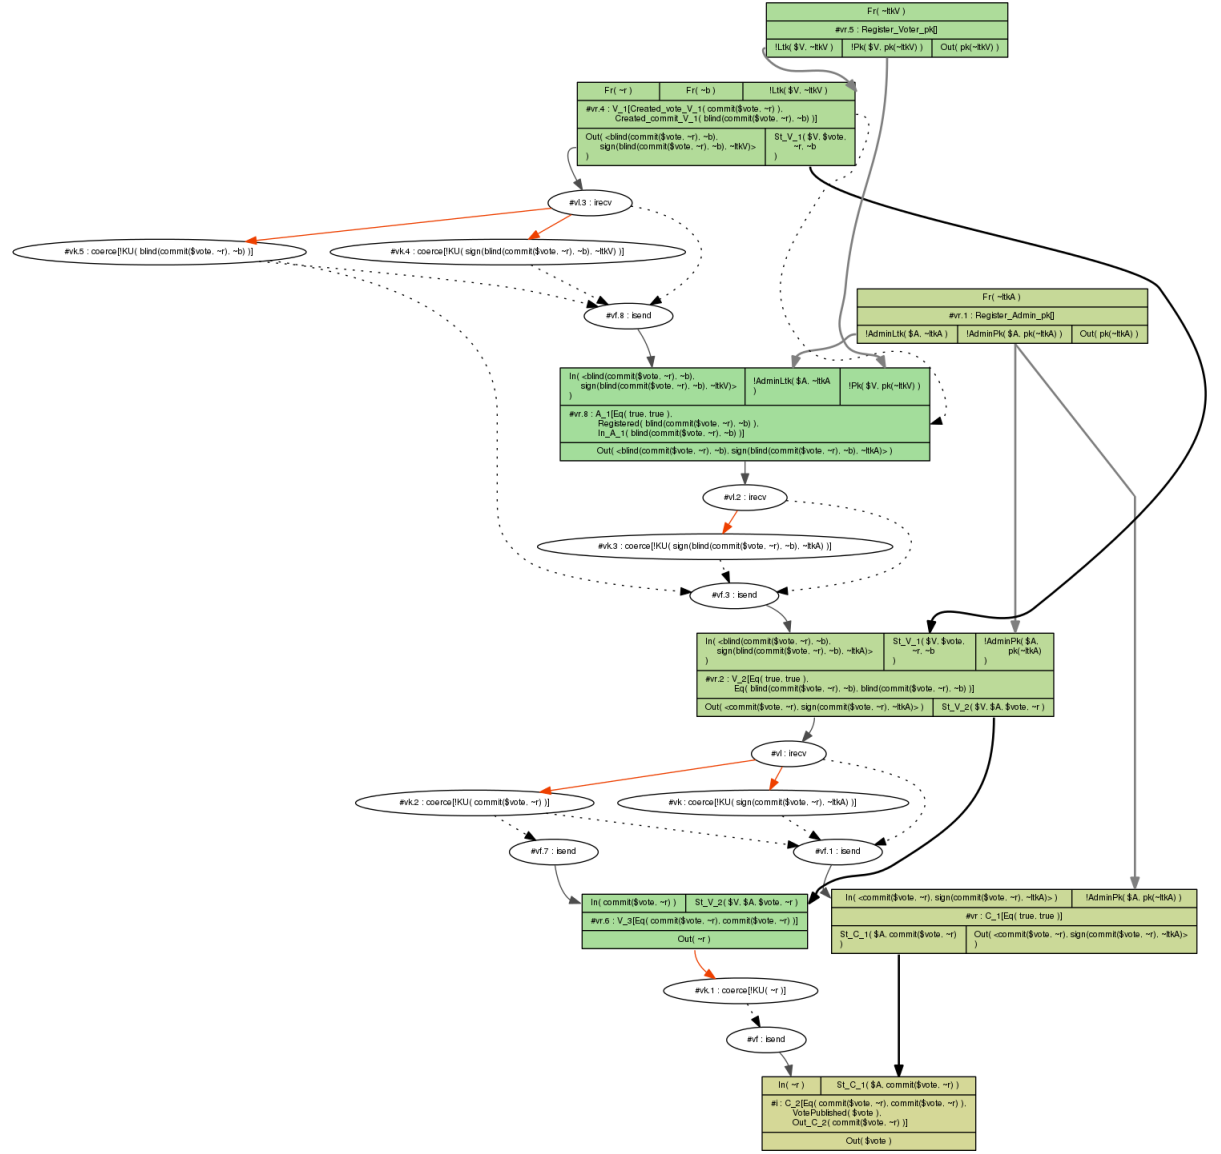 Fr( ~ltkV )
#vr.5 : Register_Voter_pk[]
!Ltk( $V, ~ltkV )
!Pk( $V, pk(~ltkV) )
Out( pk(~ltkV) )
Fr( ~r )
Fr( ~b )
!Ltk( $V, ~ltkV )
#vr.4 : V_1[Created_vote_V_1( commit($vote, ~r) ),
Created_commit_V_1( blind(commit($vote, ~r), ~b) )]
Out( <blind(commit($vote, ~r), ~b),
sign(blind(commit($vote, ~r), ~b), ~ltkV)>
)
St_V_1( $V, $vote,
~r, ~b
)
#vl.3 : irecv
#vk.5 : coerce[!KU( blind(commit($vote, ~r), ~b) )]
#vk.4 : coerce[!KU( sign(blind(commit($vote, ~r), ~b), ~ltkV) )]
#vf.8 : isend
Fr( ~ltkA )
#vr.1 : Register_Admin_pk[]
!AdminLtk( $A, ~ltkA )
!AdminPk( $A, pk(~ltkA) )
Out( pk(~ltkA) )
In( <blind(commit($vote, ~r), ~b),
sign(blind(commit($vote, ~r), ~b), ~ltkV)>
)
!AdminLtk( $A, ~ltkA
)
!Pk( $V, pk(~ltkV) )
#vr.8 : A_1[Eq( true, true ),
Registered( blind(commit($vote, ~r), ~b) ),
In_A_1( blind(commit($vote, ~r), ~b) )]
Out( <blind(commit($vote, ~r), ~b), sign(blind(commit($vote, ~r), ~b), ~ltkA)> )
#vl.2 : irecv
#vk.3 : coerce[!KU( sign(blind(commit($vote, ~r), ~b), ~ltkA) )]
#vf.3 : isend
In( <blind(commit($vote, ~r), ~b),
sign(blind(commit($vote, ~r), ~b), ~ltkA)>
)
St_V_1( $V, $vote,
~r, ~b
)
!AdminPk( $A,
pk(~ltkA)
)
#vr.2 : V_2[Eq( true, true ),
Eq( blind(commit($vote, ~r), ~b), blind(commit($vote, ~r), ~b) )]
Out( <commit($vote, ~r), sign(commit($vote, ~r), ~ltkA)> )
St_V_2( $V, $A, $vote, ~r )
#vl : irecv
#vk.2 : coerce[!KU( commit($vote, ~r) )]
#vk : coerce[!KU( sign(commit($vote, ~r), ~ltkA) )]
#vf.7 : isend
#vf.1 : isend
In( commit($vote, ~r) )
St_V_2( $V, $A, $vote, ~r )
#vr.6 : V_3[Eq( commit($vote, ~r), commit($vote, ~r) )]
Out( ~r )
In( <commit($vote, ~r), sign(commit($vote, ~r), ~ltkA)> )
!AdminPk( $A, pk(~ltkA) )
#vr : C_1[Eq( true, true )]
St_C_1( $A, commit($vote, ~r)
)
Out( <commit($vote, ~r), sign(commit($vote, ~r), ~ltkA)>
)
#vk.1 : coerce[!KU( ~r )]
#vf : isend
In( ~r )
St_C_1( $A, commit($vote, ~r) )
#i : C_2[Eq( commit($vote, ~r), commit($vote, ~r) ),
VotePublished( $vote ),
Out_C_2( commit($vote, ~r) )]
Out( $vote )